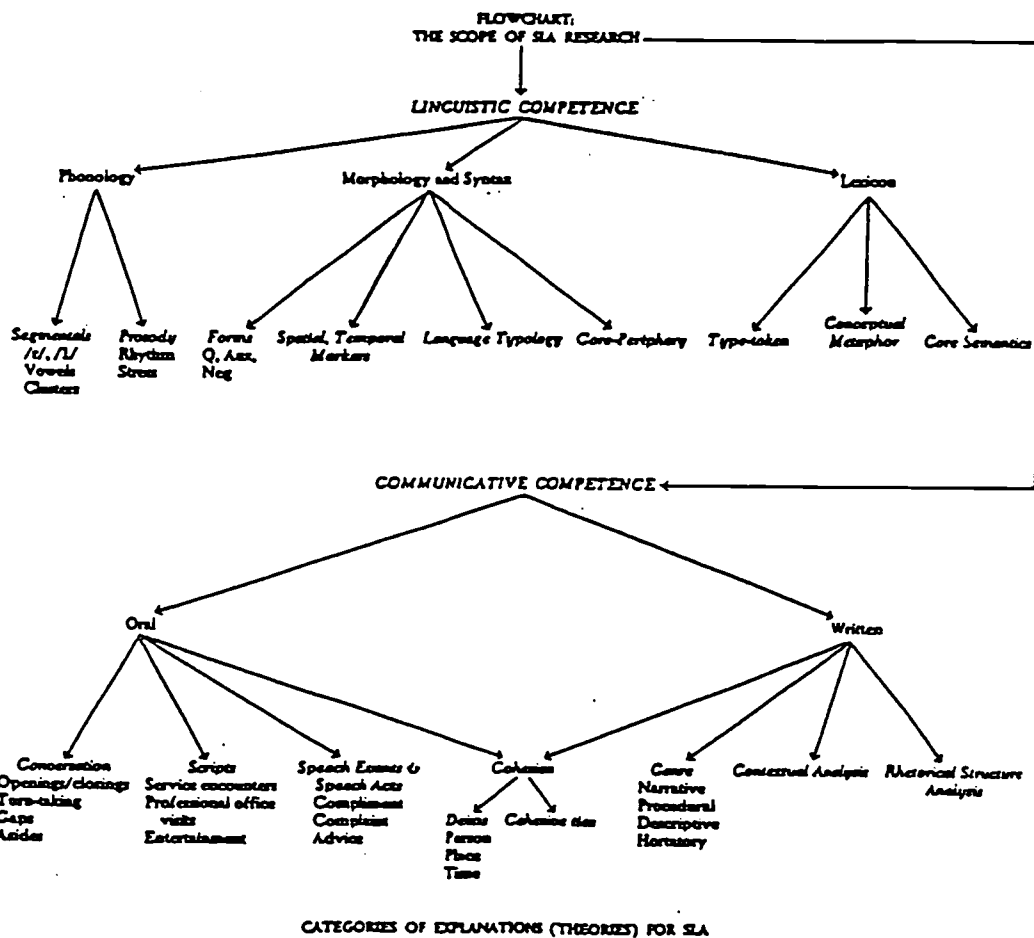 FLOWCHART:
THE SCOPE OF SLA RESEARCH
LINGUISTIC COMPETENCE
Phonology
Morphology and Syntax
Lexicon
Segmentals
/r/, /l/
Vowels
Clusters
Prosody
Rhythm
Stress
Forms
Q, Aux,
Neg
Spatial, Temporal
Markers
Language Typology
Core-Periphery
Type-token
Conceptual
Metaphor
Core Semantics
COMMUNICATIVE COMPETENCE
Oral
Written
Conversation
Openings/closings
Turn-taking
Gaps
Asides
Scripts
Service encounters
Professional office
visits
Entertainment
Speech Events &
Speech Acts
Compliment
Complaint
Advice
Cohesion
Deixis
Person
Place
Time
Cohesive ties
Genre
Narrative
Procedural
Descriptive
Hortatory
Contextual Analysis
Rhetorical Structure
Analysis
CATEGORIES OF EXPLANATIONS (THEORIES) FOR SLA